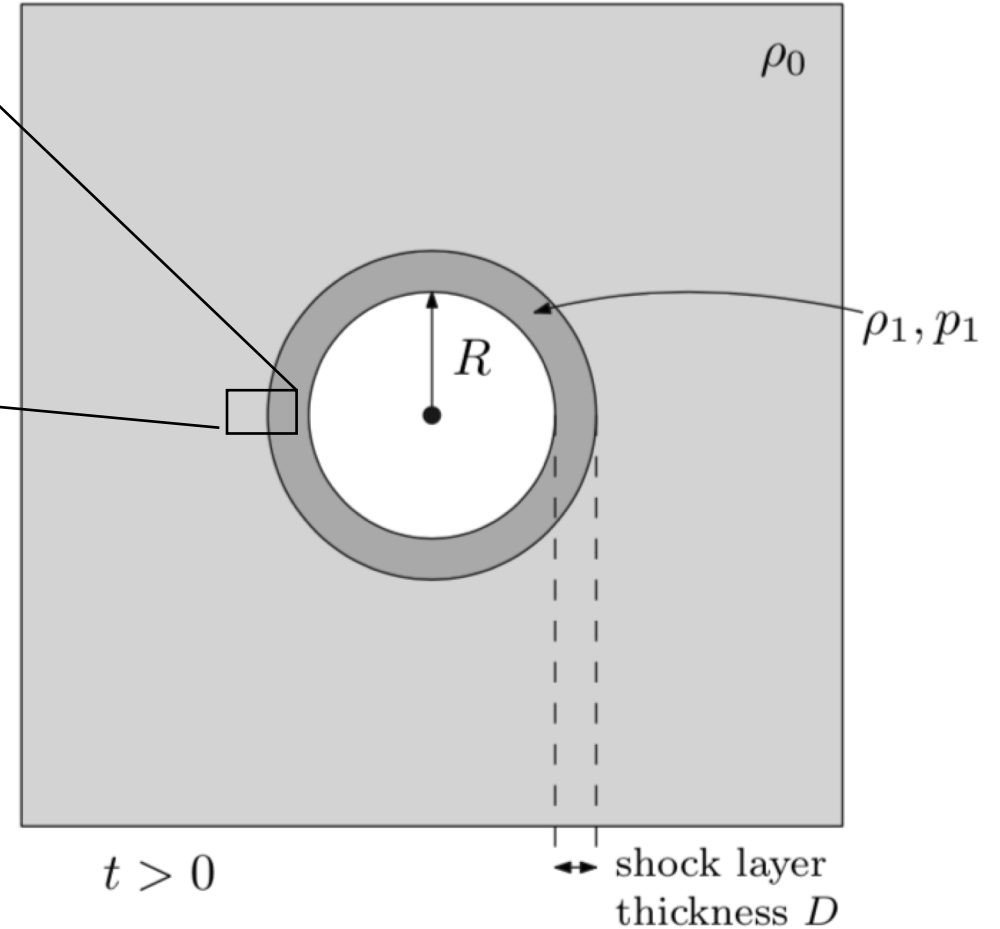 ρ₀
ρ₁, p₁
R
t > 0
shock layer
thickness D